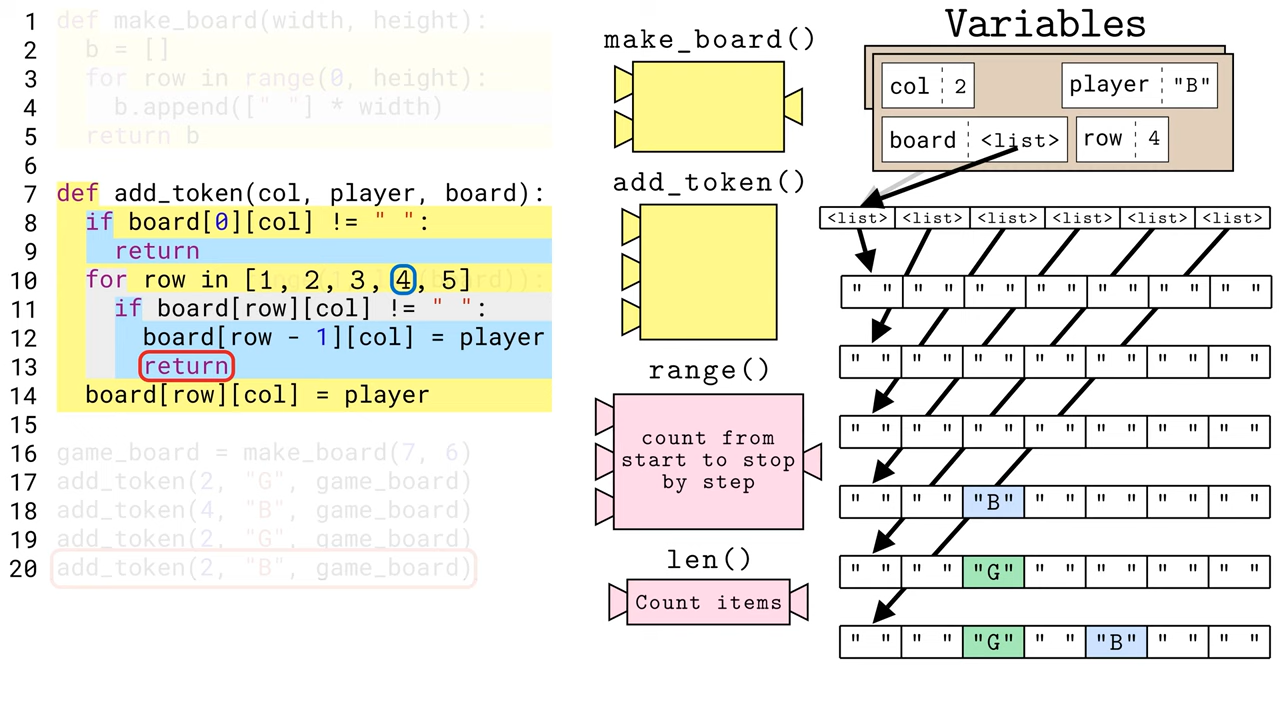 1 def make_board(width, height):
2 b = []
3 for row in range(0, height):
4 b.append([" "] * width)
5 return b
6
7 def add_token(col, player, board):
8 if board[0][col] != " ":
9 return
10 for row in [1, 2, 3, 4, 5]
11 if board[row][col] != " ":
12 board[row - 1][col] = player
13 return
14 board[row][col] = player
15
16 game_board = make_board(7, 6)
17 add_token(2, "G", game_board)
18 add_token(4, "B", game_board)
19 add_token(2, "G", game_board)
20 add_token(2, "B", game_board)
make_board()
add_token()
range()
count from
start to stop
by step
len()
Count items
Variables
col 2 player "B"
board <list> row 4
<list> <list> <list> <list> <list> <list>
" " " " " " " " " " " " " "
" " " " " " " " " " " " " "
" " " " " " " " " " " " " "
" " " " "B" " " " " " " " "
" " " " "G" " " " " " " " "
" " " " "G" " " "B" " " " "